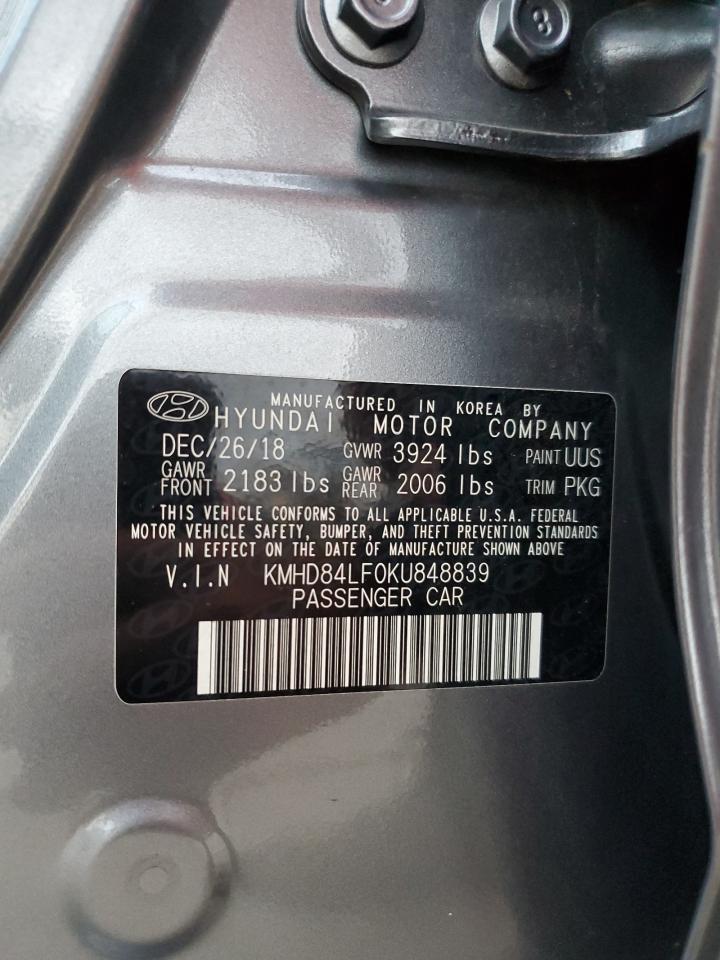 8
MANUFACTURED IN KOREA BY
HYUNDAI MOTOR COMPANY
DEC/26/18 GVWR 3924 lbs PAINT UUS
GAWR FRONT 2183 lbs GAWR REAR 2006 lbs TRIM PKG
THIS VEHICLE CONFORMS TO ALL APPLICABLE U.S.A. FEDERAL
MOTOR VEHICLE SAFETY, BUMPER, AND THEFT PREVENTION STANDARDS
IN EFFECT ON THE DATE OF MANUFACTURE SHOWN ABOVE
V.I.N KMHD84LF0KU848839
PASSENGER CAR